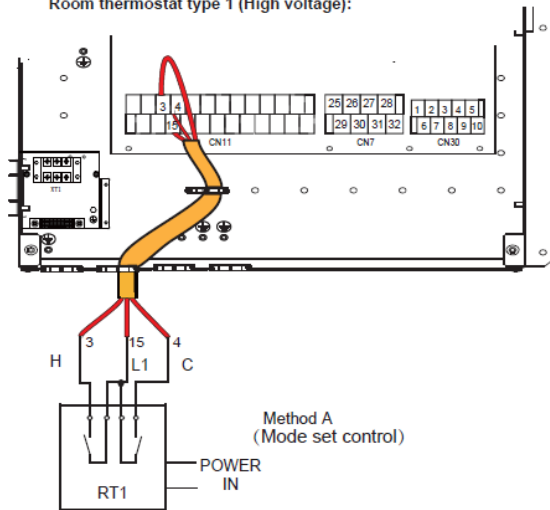 Room thermostat type 1 (High voltage):
3 4
15
CN11
25 26 27 28
29 30 31 32
CN7
1 2 3 4 5
6 7 8 9 10
CN30
RT1
3 15 4
H L1 C
Method A
(Mode set control)
POWER
IN
RT1